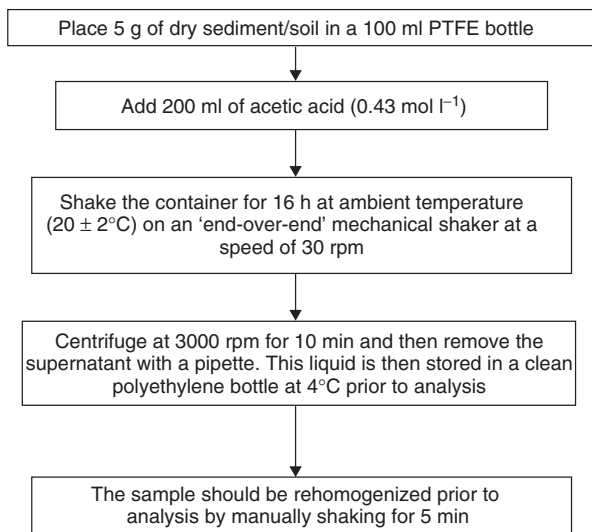 Place 5 g of dry sediment/soil in a 100 ml PTFE bottle
Add 200 ml of acetic acid (0.43 mol l⁻¹)
Shake the container for 16 h at ambient temperature
(20 ± 2°C) on an ‘end-over-end’ mechanical shaker at a
speed of 30 rpm
Centrifuge at 3000 rpm for 10 min and then remove the
supernatant with a pipette. This liquid is then stored in a clean
polyethylene bottle at 4°C prior to analysis
The sample should be rehomogenized prior to
analysis by manually shaking for 5 min